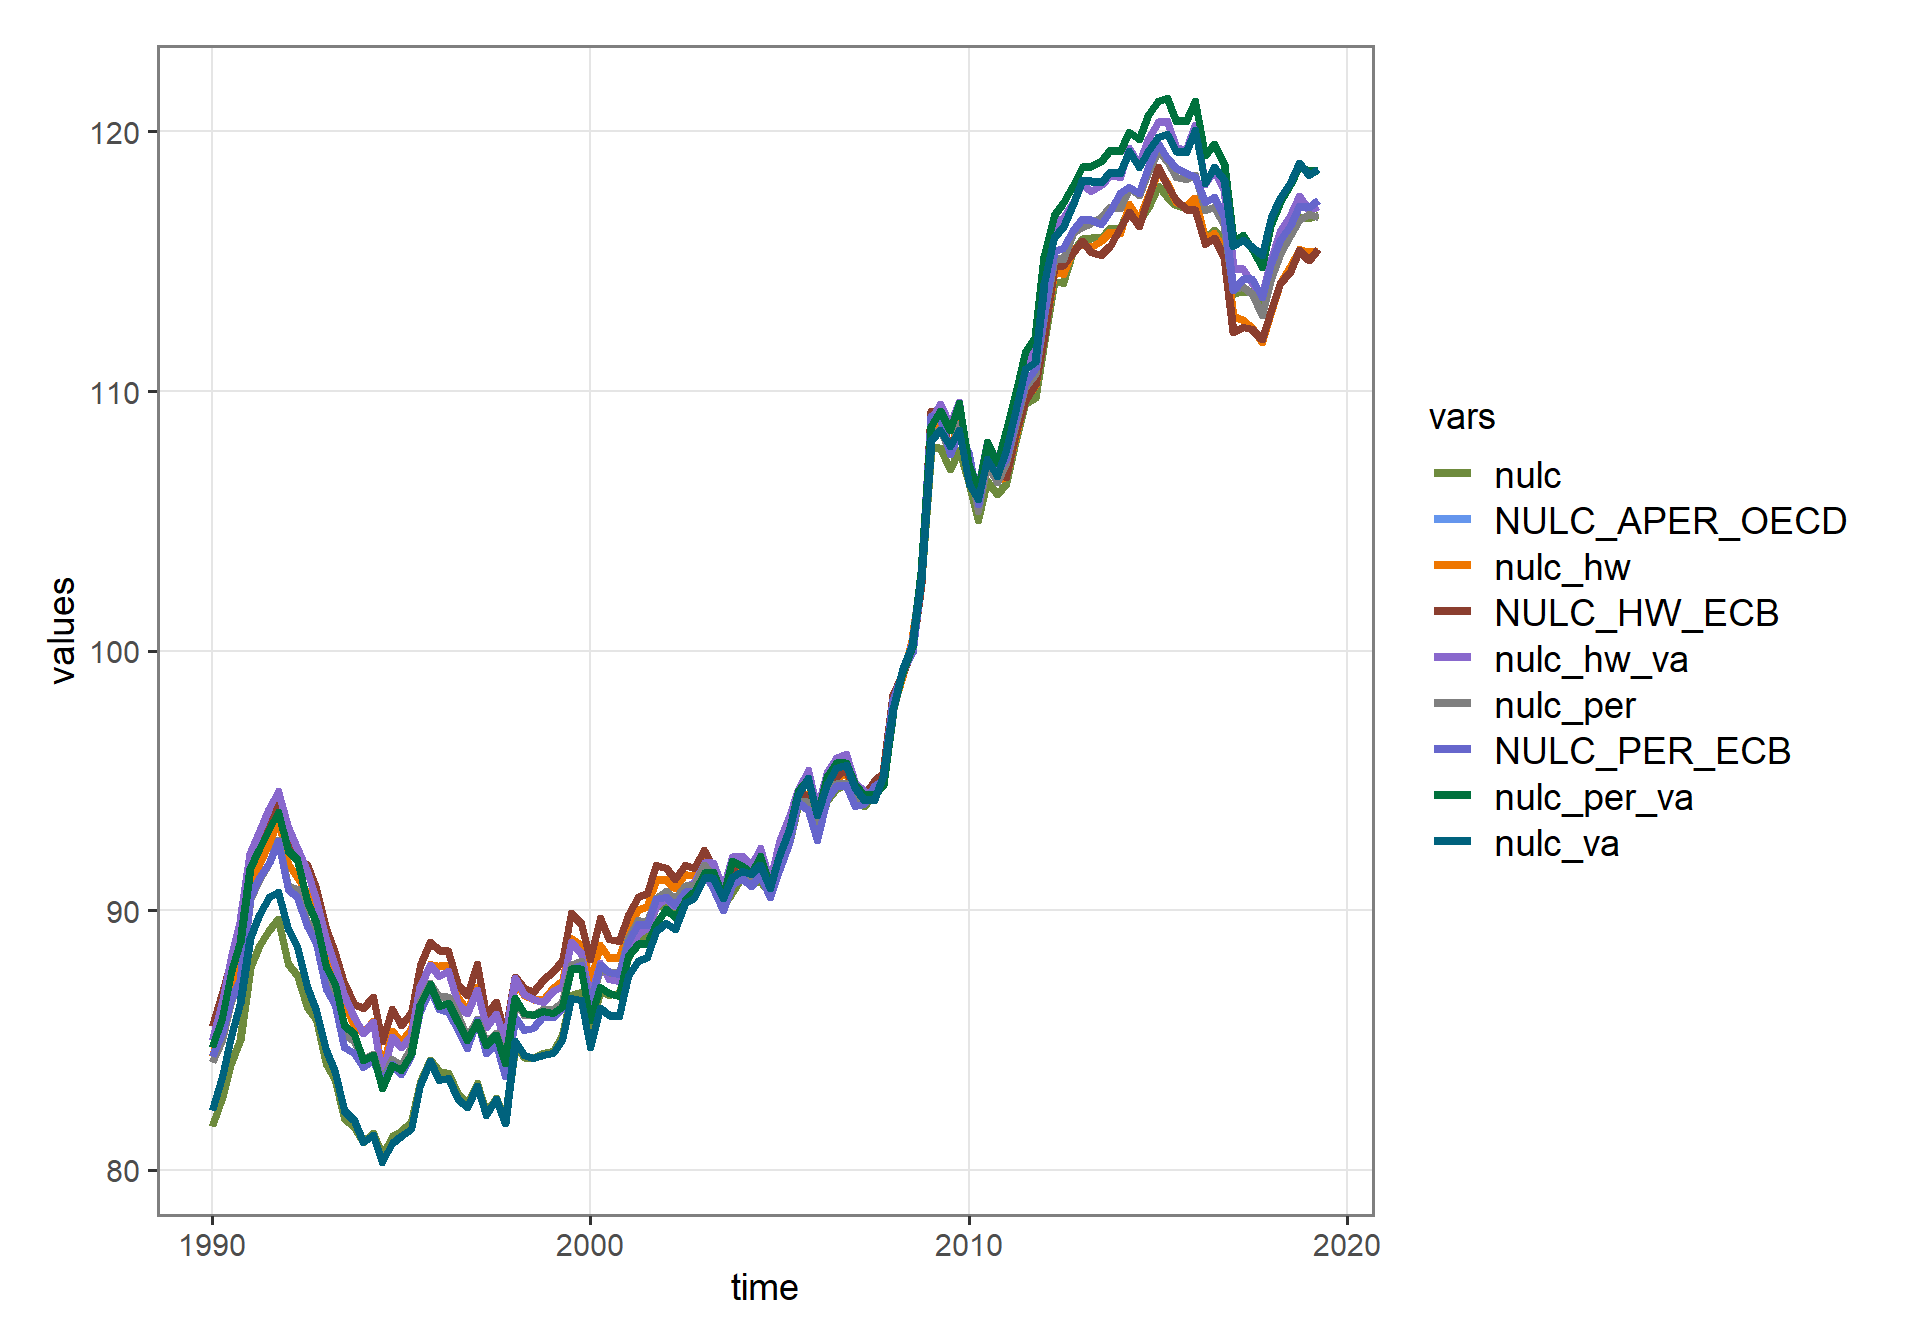 120
110
100
90
80
values
1990
2000
2010
2020
time
vars
nulc
NULC_APER_OECD
nulc_hw
NULC_HW_ECB
nulc_hw_va
nulc_per
NULC_PER_ECB
nulc_per_va
nulc_va